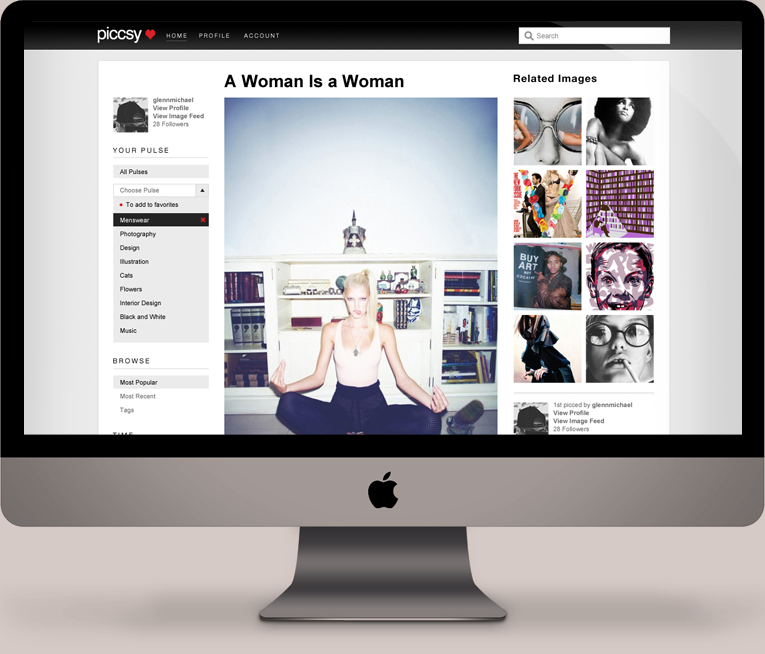 piccsy
HOME PROFILE ACCOUNT
Search
glennmichael
View Profile
View Image Feed
28 Followers
YOUR PULSE
All Pulses
Choose Pulse
To add to favorites
Menswear
Photography
Design
Illustration
Cats
Flowers
Interior Design
Black and White
Music
BROWSE
Most Popular
Most Recent
Tags
TIME
A Woman Is a Woman
Related Images
BUY
ART
NOT
COCAINE
1st picced by glennmichael
View Profile
View Image Feed
28 Followers